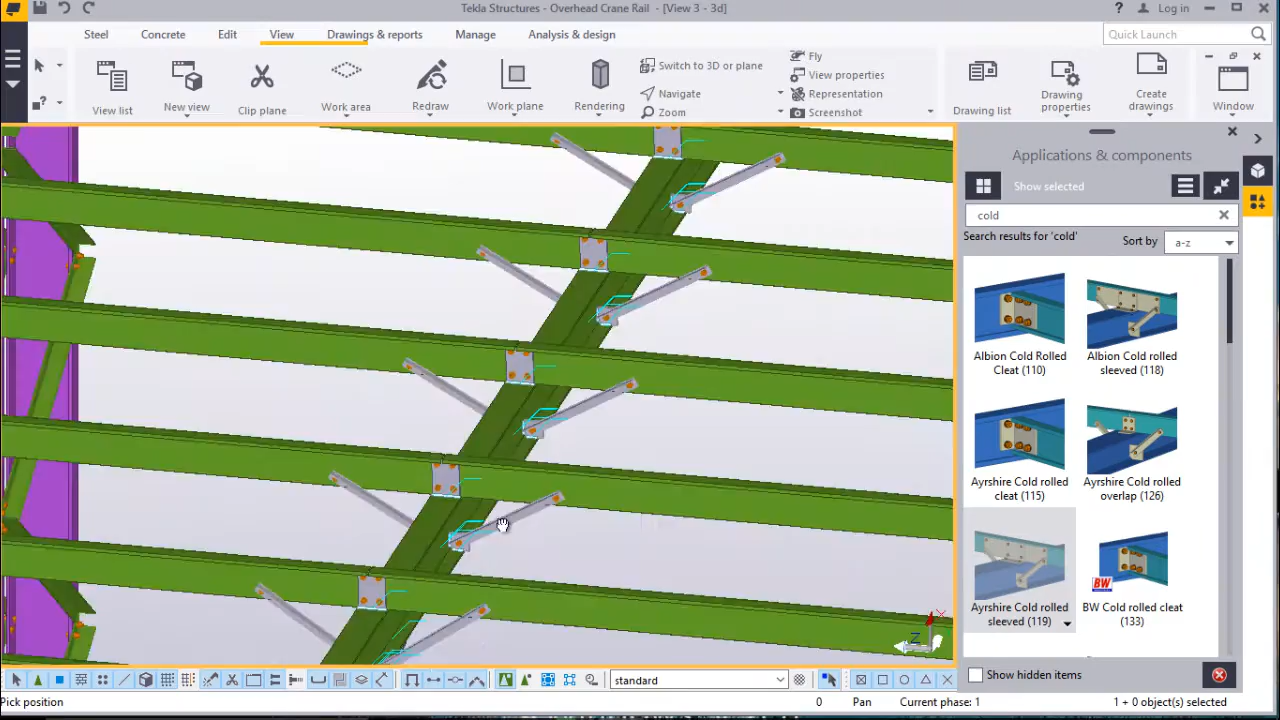 Tekla Structures - Overhead Crane Rail - [View 3 - 3d]
? Log in
Steel Concrete Edit View Drawings & reports Manage Analysis & design
Quick Launch
View list
New view
Clip plane
Work area
Redraw
Work plane
Rendering
Switch to 3D or plane
Navigate
Zoom
Fly
View properties
Representation
Screenshot
Drawing list
Drawing
properties
Create
drawings
Window
Applications & components
Show selected
cold
Search results for 'cold'
Sort by
a-z
Albion Cold Rolled
Cleat (110)
Albion Cold rolled
sleeved (118)
Ayrshire Cold rolled
cleat (115)
Ayrshire Cold rolled
overlap (126)
Ayrshire Cold rolled
sleeved (119)
BW
BW Cold rolled cleat
(133)
Z
Show hidden items
standard
Pick position
0
Pan
Current phase: 1
1 + 0 object(s) selected